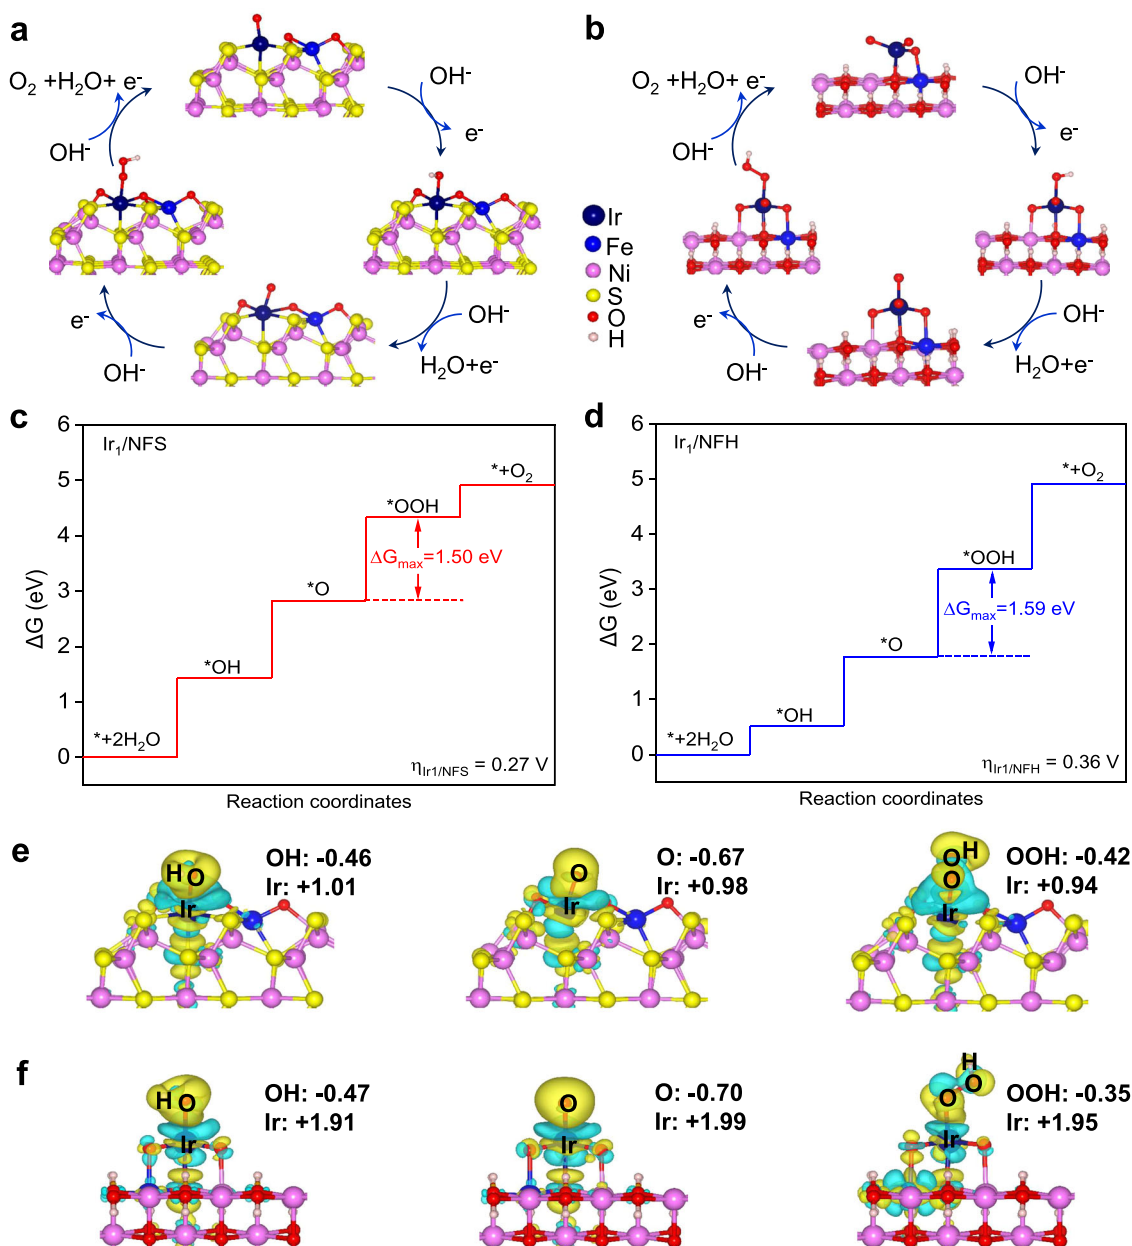 a
O₂ +H₂O+ e⁻
OH⁻
e⁻
OH⁻
OH⁻
e⁻
OH⁻
H₂O+e⁻
b
O₂ +H₂O+ e⁻
OH⁻
e⁻
OH⁻
OH⁻
e⁻
OH⁻
H₂O+e⁻
Ir
Fe
Ni
S
O
H
c
6
5
4
3
2
1
0
ΔG (eV)
Ir₁/NFS
*+2H₂O
*OH
*O
*OOH
*+O₂
ΔGmax=1.50 eV
ηIr1/NFS = 0.27 V
Reaction coordinates
d
6
5
4
3
2
1
0
ΔG (eV)
Ir₁/NFH
*+2H₂O
*OH
*O
*OOH
*+O₂
ΔGmax=1.59 eV
ηIr1/NFH = 0.36 V
Reaction coordinates
e
H O
Ir
OH: -0.46
Ir: +1.01
O
Ir
O: -0.67
Ir: +0.98
O H
O
Ir
OOH: -0.42
Ir: +0.94
f
H O
Ir
OH: -0.47
Ir: +1.91
O
Ir
O: -0.70
Ir: +1.99
H
O
O
Ir
OOH: -0.35
Ir: +1.95